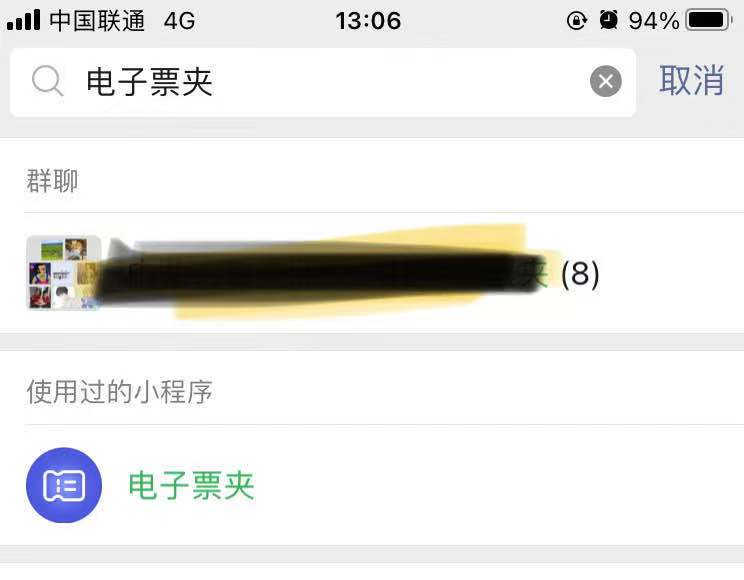 中国联通 4G 13:06 94%
电子票夹 取消
群聊
夹 (8)
使用过的小程序
电子票夹